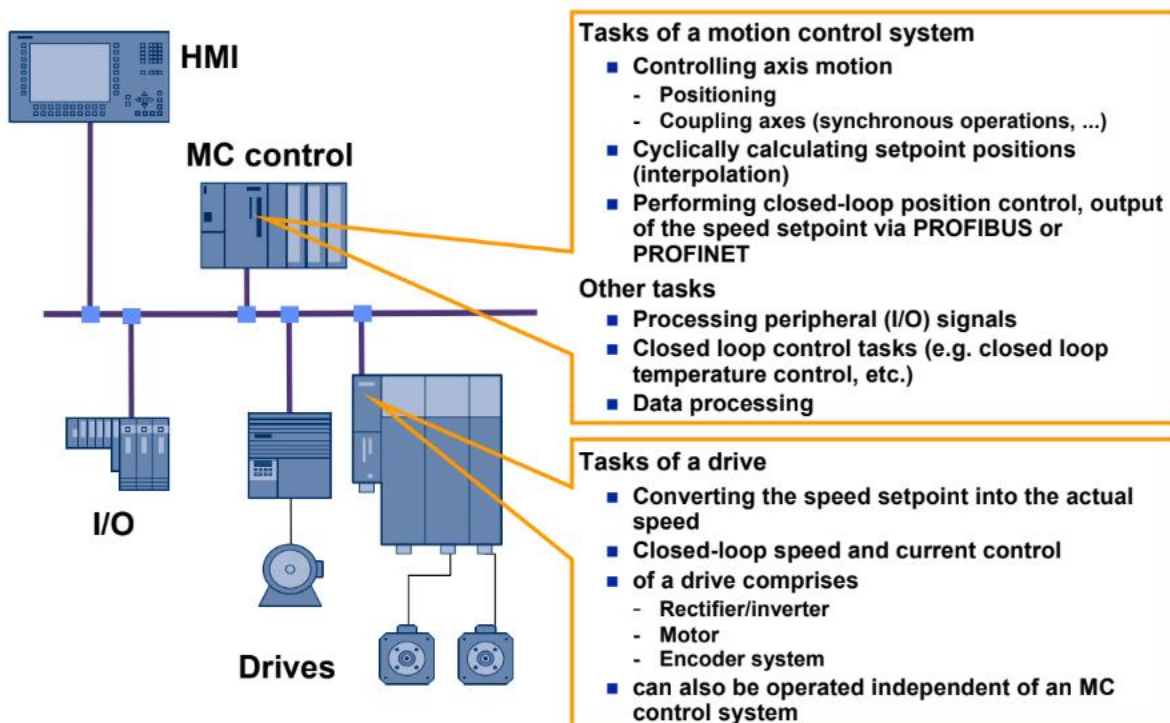 HMI
MC control
I/O
Drives
Tasks of a motion control system
Controlling axis motion
- Positioning
- Coupling axes (synchronous operations, ...)
Cyclically calculating setpoint positions
(interpolation)
Performing closed-loop position control, output
of the speed setpoint via PROFIBUS or
PROFINET
Other tasks
Processing peripheral (I/O) signals
Closed loop control tasks (e.g. closed loop
temperature control, etc.)
Data processing
Tasks of a drive
Converting the speed setpoint into the actual
speed
Closed-loop speed and current control
of a drive comprises
- Rectifier/inverter
- Motor
- Encoder system
can also be operated independent of an MC
control system